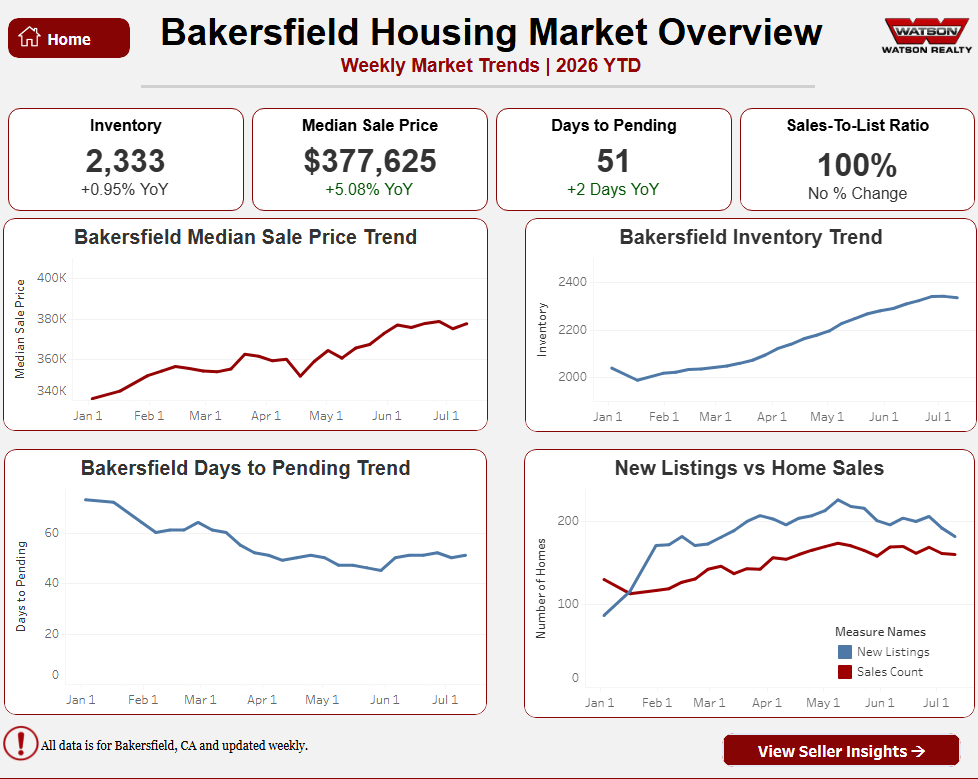 Home
Bakersfield Housing Market Overview
Weekly Market Trends | 2026 YTD
WATSON
WATSON REALTY
Inventory
2,333
+0.95% YoY
Median Sale Price
$377,625
+5.08% YoY
Days to Pending
51
+2 Days YoY
Sales-To-List Ratio
100%
No % Change
Bakersfield Median Sale Price Trend
Median Sale Price
400K
380K
360K
340K
Jan 1 Feb 1 Mar 1 Apr 1 May 1 Jun 1 Jul 1
Bakersfield Inventory Trend
Inventory
2400
2200
2000
Jan 1 Feb 1 Mar 1 Apr 1 May 1 Jun 1 Jul 1
Bakersfield Days to Pending Trend
Days to Pending
60
40
20
0
Jan 1 Feb 1 Mar 1 Apr 1 May 1 Jun 1 Jul 1
New Listings vs Home Sales
Number of Homes
200
100
0
Measure Names
New Listings
Sales Count
Jan 1 Feb 1 Mar 1 Apr 1 May 1 Jun 1 Jul 1
All data is for Bakersfield, CA and updated weekly.
View Seller Insights →